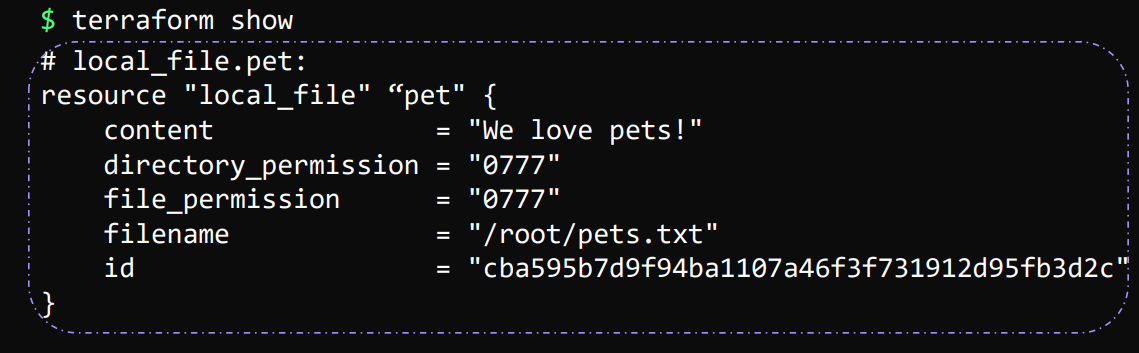 $ terraform show
# local_file.pet:
resource "local_file" “pet" {
content = "We love pets!"
directory_permission = "0777"
file_permission = "0777"
filename = "/root/pets.txt"
id = "cba595b7d9f94ba1107a46f3f731912d95fb3d2c"
}